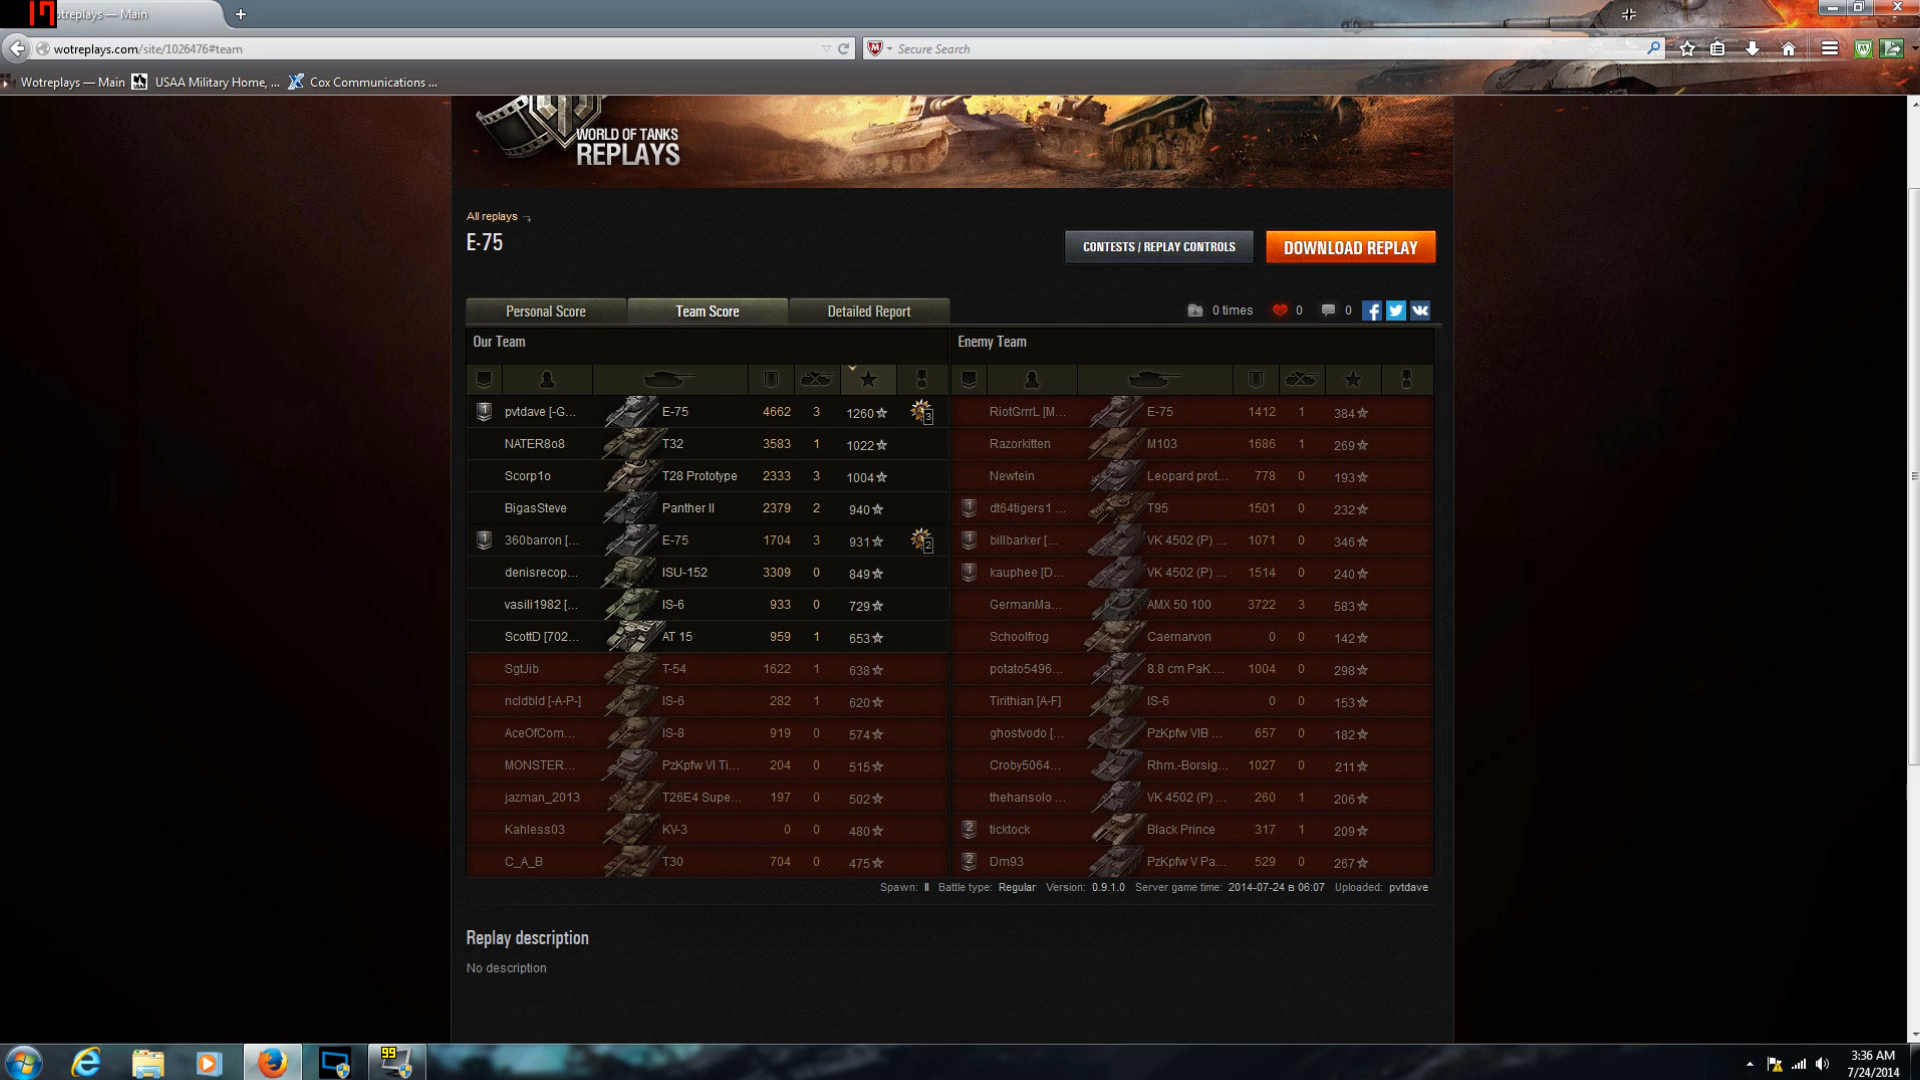 otreplays — Main
wotreplays.com/site/1026476#team
Secure Search
Wotreplays — Main
USAA Military Home, ...
Cox Communications ...
WORLD OF TANKS
REPLAYS
All replays
E-75
CONTESTS / REPLAY CONTROLS
DOWNLOAD REPLAY
Personal Score
Team Score
Detailed Report
0 times
0
0
Our Team
1 pvtdave [-G... E-75 4662 3 1260 3
NATER8o8 T32 3583 1 1022
Scorp1o T28 Prototype 2333 3 1004
BigasSteve Panther II 2379 2 940
1 360barron [... E-75 1704 3 931 2
denisrecop... ISU-152 3309 0 849
vasili1982 [... IS-6 933 0 729
ScottD [702... AT 15 959 1 653
SgtJib T-54 1622 1 638
ncldbld [-A-P-] IS-6 282 1 620
AceOfCom... IS-8 919 0 574
MONSTER... PzKpfw VI Ti... 204 0 515
jazman_2013 T26E4 Supe... 197 0 502
Kahless03 KV-3 0 0 480
C_A_B T30 704 0 475
Enemy Team
RiotGrrrL [M... E-75 1412 1 384
Razorkitten M103 1686 1 269
Newtein Leopard prot... 778 0 193
1 dt64tigers1 ... T95 1501 0 232
1 billbarker [... VK 4502 (P) ... 1071 0 346
1 kauphee [D... VK 4502 (P) ... 1514 0 240
GermanMa... AMX 50 100 3722 3 583
Schoolfrog Caernarvon 0 0 142
potato5496... 8.8 cm PaK ... 1004 0 298
Tirithian [A-F] IS-6 0 0 153
ghostvodo [... PzKpfw VIB ... 657 0 182
Croby5064... Rhm.-Borsig... 1027 0 211
thehansolo ... VK 4502 (P) ... 260 1 206
2 ticktock Black Prince 317 1 209
2 Dm93 PzKpfw V Pa... 529 0 267
Spawn: II Battle type: Regular Version: 0.9.1.0 Server game time: 2014-07-24 в 06:07 Uploaded: pvtdave
Replay description
No description
99
3:36 AM
7/24/2014